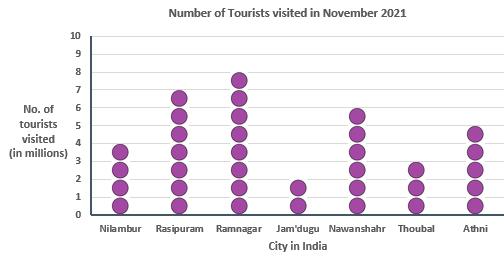 Number of Tourists visited in November 2021
No. of
tourists
visited
(in millions)
10
9
8
7
6
5
4
3
2
1
0
Nilambur Rasipuram Ramnagar Jam'dugu Nawanshahr Thoubal Athni
City in India